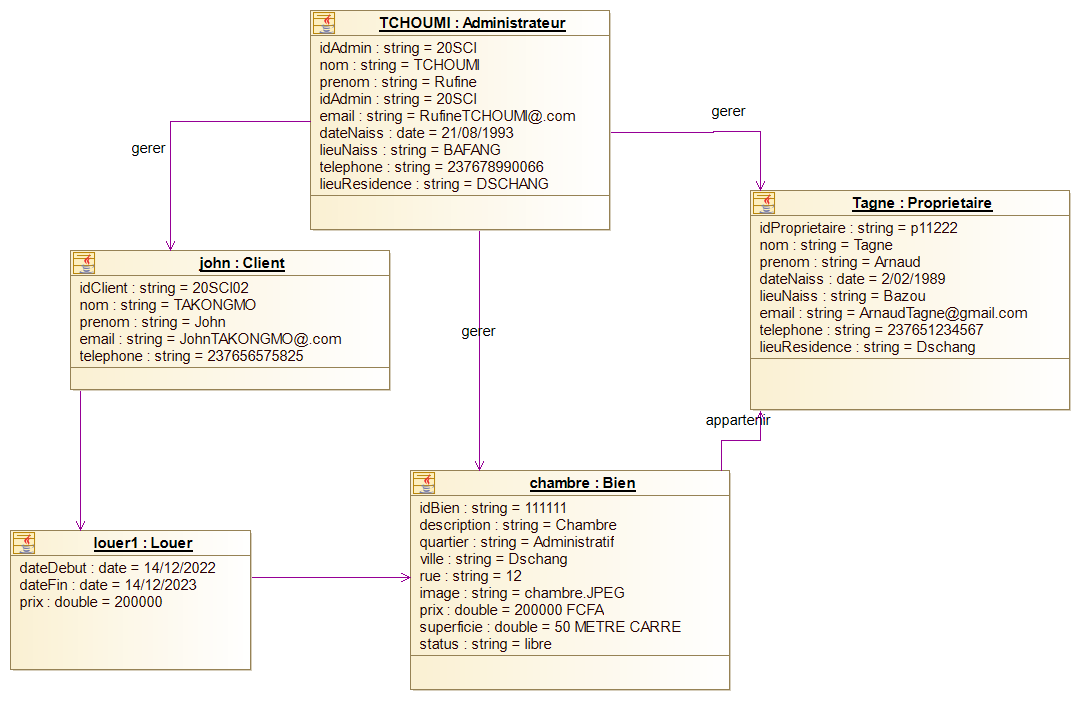 TCHOUMI : Administrateur
idAdmin : string = 20SCI
nom : string = TCHOUMI
prenom : string = Rufine
idAdmin : string = 20SCI
email : string = RufineTCHOUMI@.com
dateNaiss : date = 21/08/1993
lieuNaiss : string = BAFANG
telephone : string = 237678990066
lieuResidence : string = DSCHANG
gerer
gerer
Tagne : Proprietaire
idProprietaire : string = p11222
nom : string = Tagne
prenom : string = Arnaud
dateNaiss : date = 2/02/1989
lieuNaiss : string = Bazou
email : string = ArnaudTagne@gmail.com
telephone : string = 237651234567
lieuResidence : string = Dschang
john : Client
idClient : string = 20SCI02
nom : string = TAKONGMO
prenom : string = John
email : string = JohnTAKONGMO@.com
telephone : string = 237656575825
gerer
appartenir
chambre : Bien
idBien : string = 111111
description : string = Chambre
quartier : string = Administratif
ville : string = Dschang
rue : string = 12
image : string = chambre.JPEG
prix : double = 200000 FCFA
superficie : double = 50 METRE CARRE
status : string = libre
louer1 : Louer
dateDebut : date = 14/12/2022
dateFin : date = 14/12/2023
prix : double = 200000